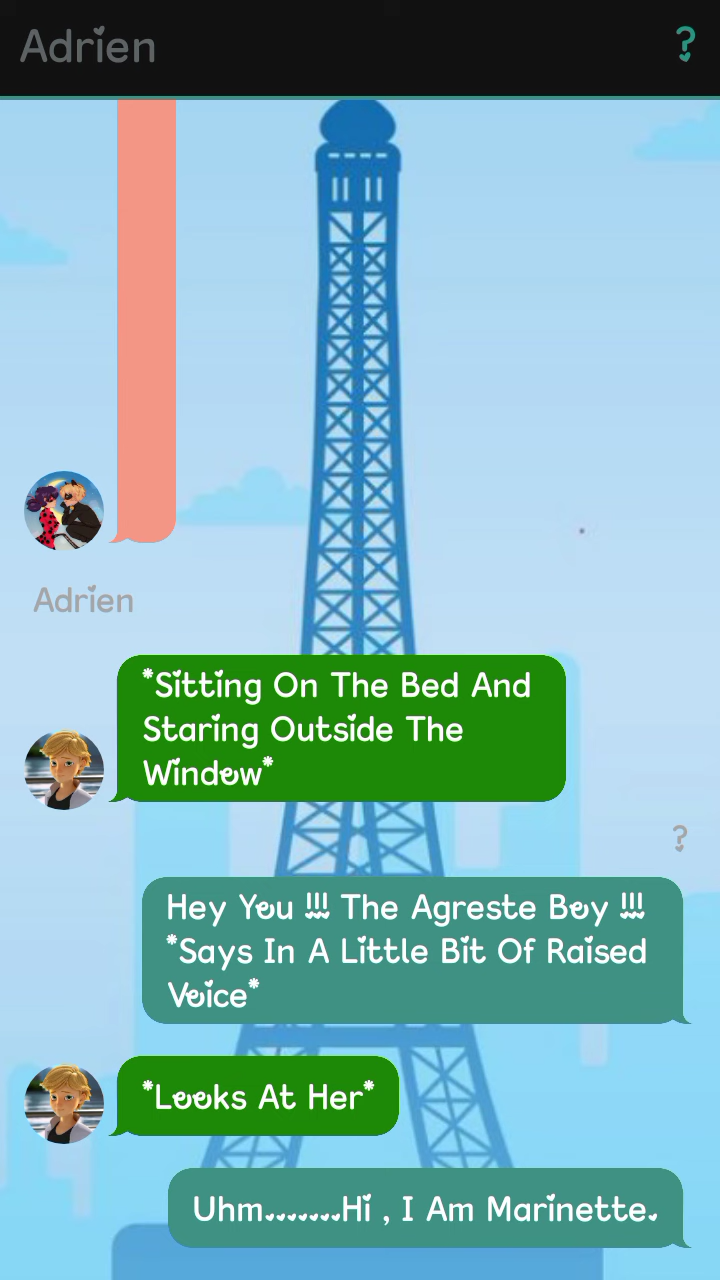 Adrien
?
Adrien
*Sitting On The Bed And
Staring Outside The
Window*
?
Hey You !!! The Agreste Boy !!!
*Says In A Little Bit Of Raised
Voice*
*Looks At Her*
Uhm.......Hi , I Am Marinette.